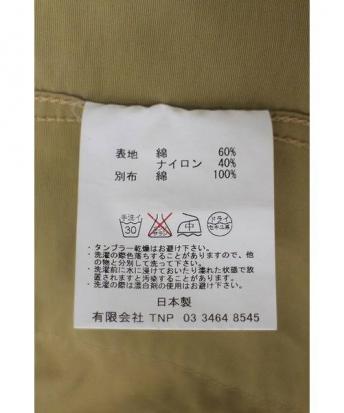 表地 綿 60%
ナイロン 40%
別布 綿 100%
手洗イ 30 中 ドライ セキユ系
・タンブラー乾燥はお避け下さい。
・洗濯の際色落ちすることがありますので、他
の物と分別して洗って下さい。
・洗濯前に水に浸けておいたり濡れた状態で放
置されますと汚染することがあります。
・洗濯の際は漂白剤の使用はお避け下さい。
日本製
有限会社 TNP 03 3464 8545